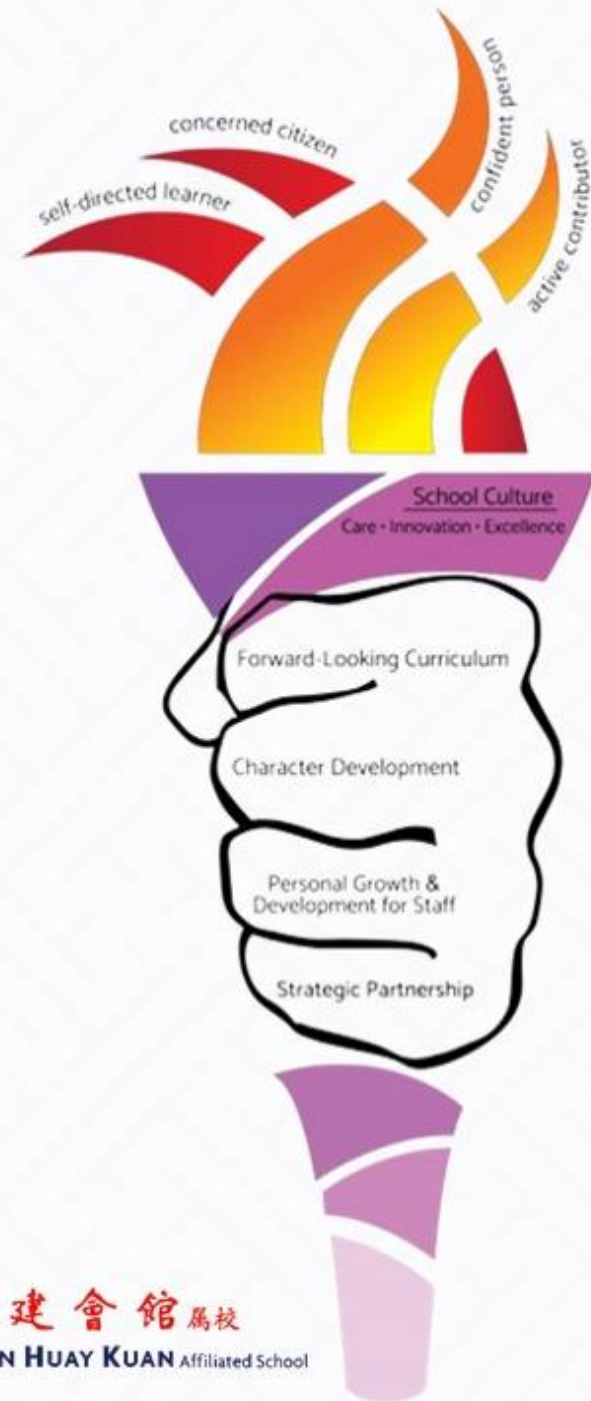 concerned citizen
self-directed learner
confident person
active contributor
School Culture
Care • Innovation • Excellence
Forward-Looking Curriculum
Character Development
Personal Growth &
Development for Staff
Strategic Partnership
建會館属校
HUAY KUAN Affiliated School